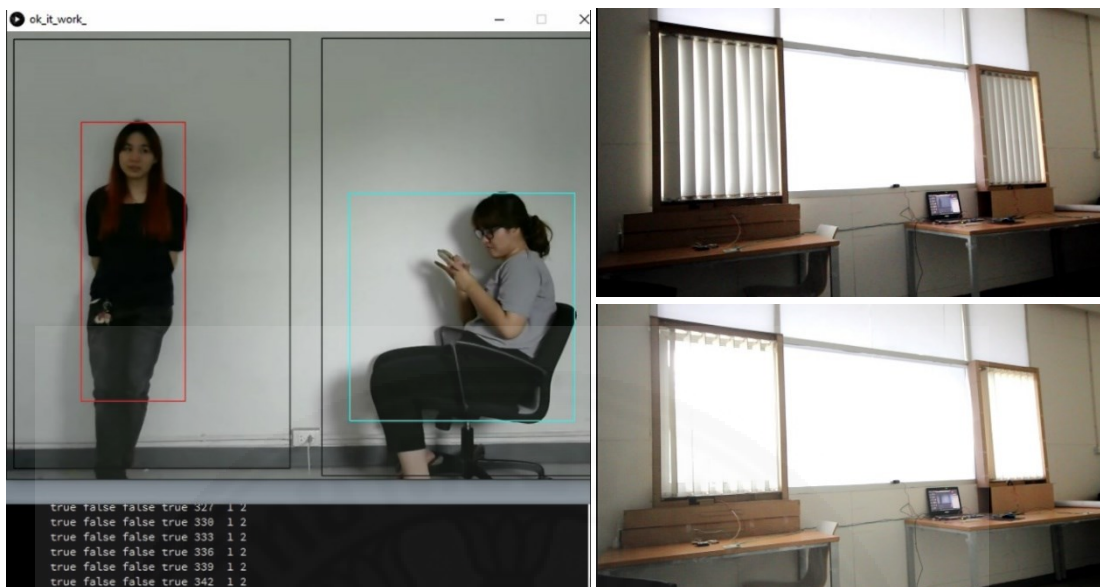 ok_it_work_
true false false true 327 1 2
true false false true 330 1 2
true false false true 333 1 2
true false false true 336 1 2
true false false true 339 1 2
true false false true 342 1 2